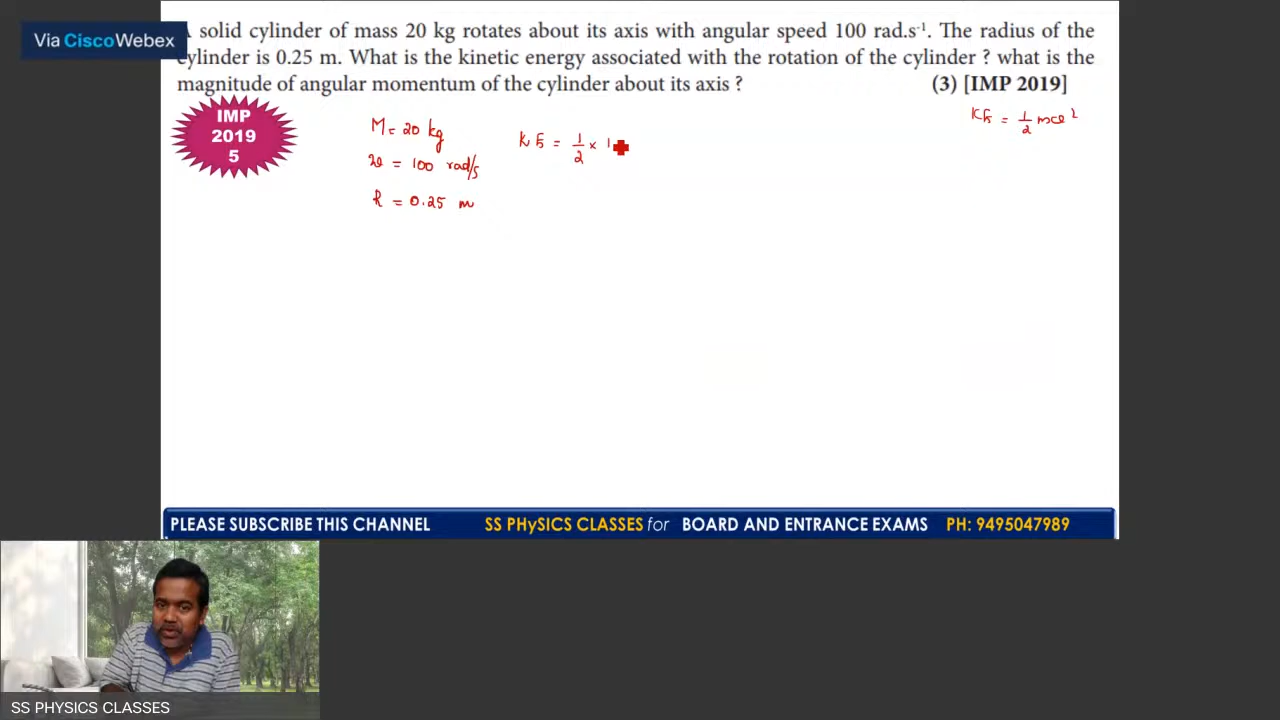 Via Cisco Webex
solid cylinder of mass 20 kg rotates about its axis with angular speed 100 rad.s⁻¹. The radius of the
cylinder is 0.25 m. What is the kinetic energy associated with the rotation of the cylinder ? what is the
magnitude of angular momentum of the cylinder about its axis ? (3) [IMP 2019]
IMP
2019
5
M = 20 kg
ω = 100 rad/s
R = 0.25 m
KE = 1/2 × 1
KE = 1/2 mω²
PLEASE SUBSCRIBE THIS CHANNEL SS PHySICS CLASSES for BOARD AND ENTRANCE EXAMS PH: 9495047989
SS PHYSICS CLASSES